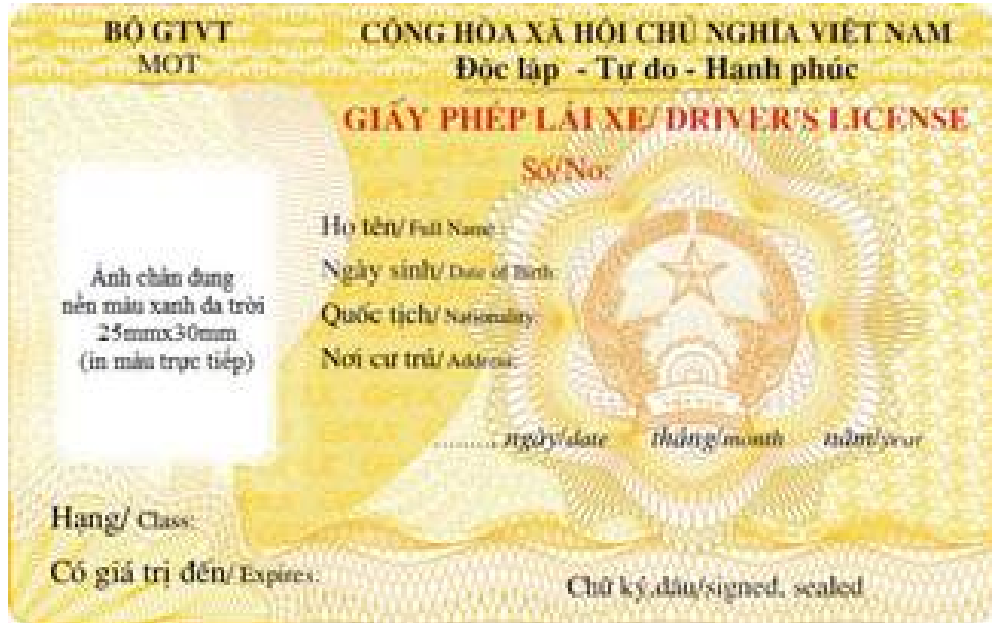 BỘ GTVT
MOT
CỘNG HÒA XÃ HỘI CHỦ NGHĨA VIỆT NAM
Độc lập - Tự do - Hạnh phúc
GIẤY PHÉP LÁI XE/ DRIVER'S LICENSE
Số/No:
Ảnh chân dung
nền màu xanh da trời
25mmx30mm
(in màu trực tiếp)
Họ tên/ Full Name:
Ngày sinh/ Date of Birth:
Quốc tịch/ Nationality:
Nơi cư trú/ Address:
.......... ngày/date tháng/month năm/year
Hạng/ Class:
Có giá trị đến/ Expires:
Chữ ký,dấu/signed, sealed